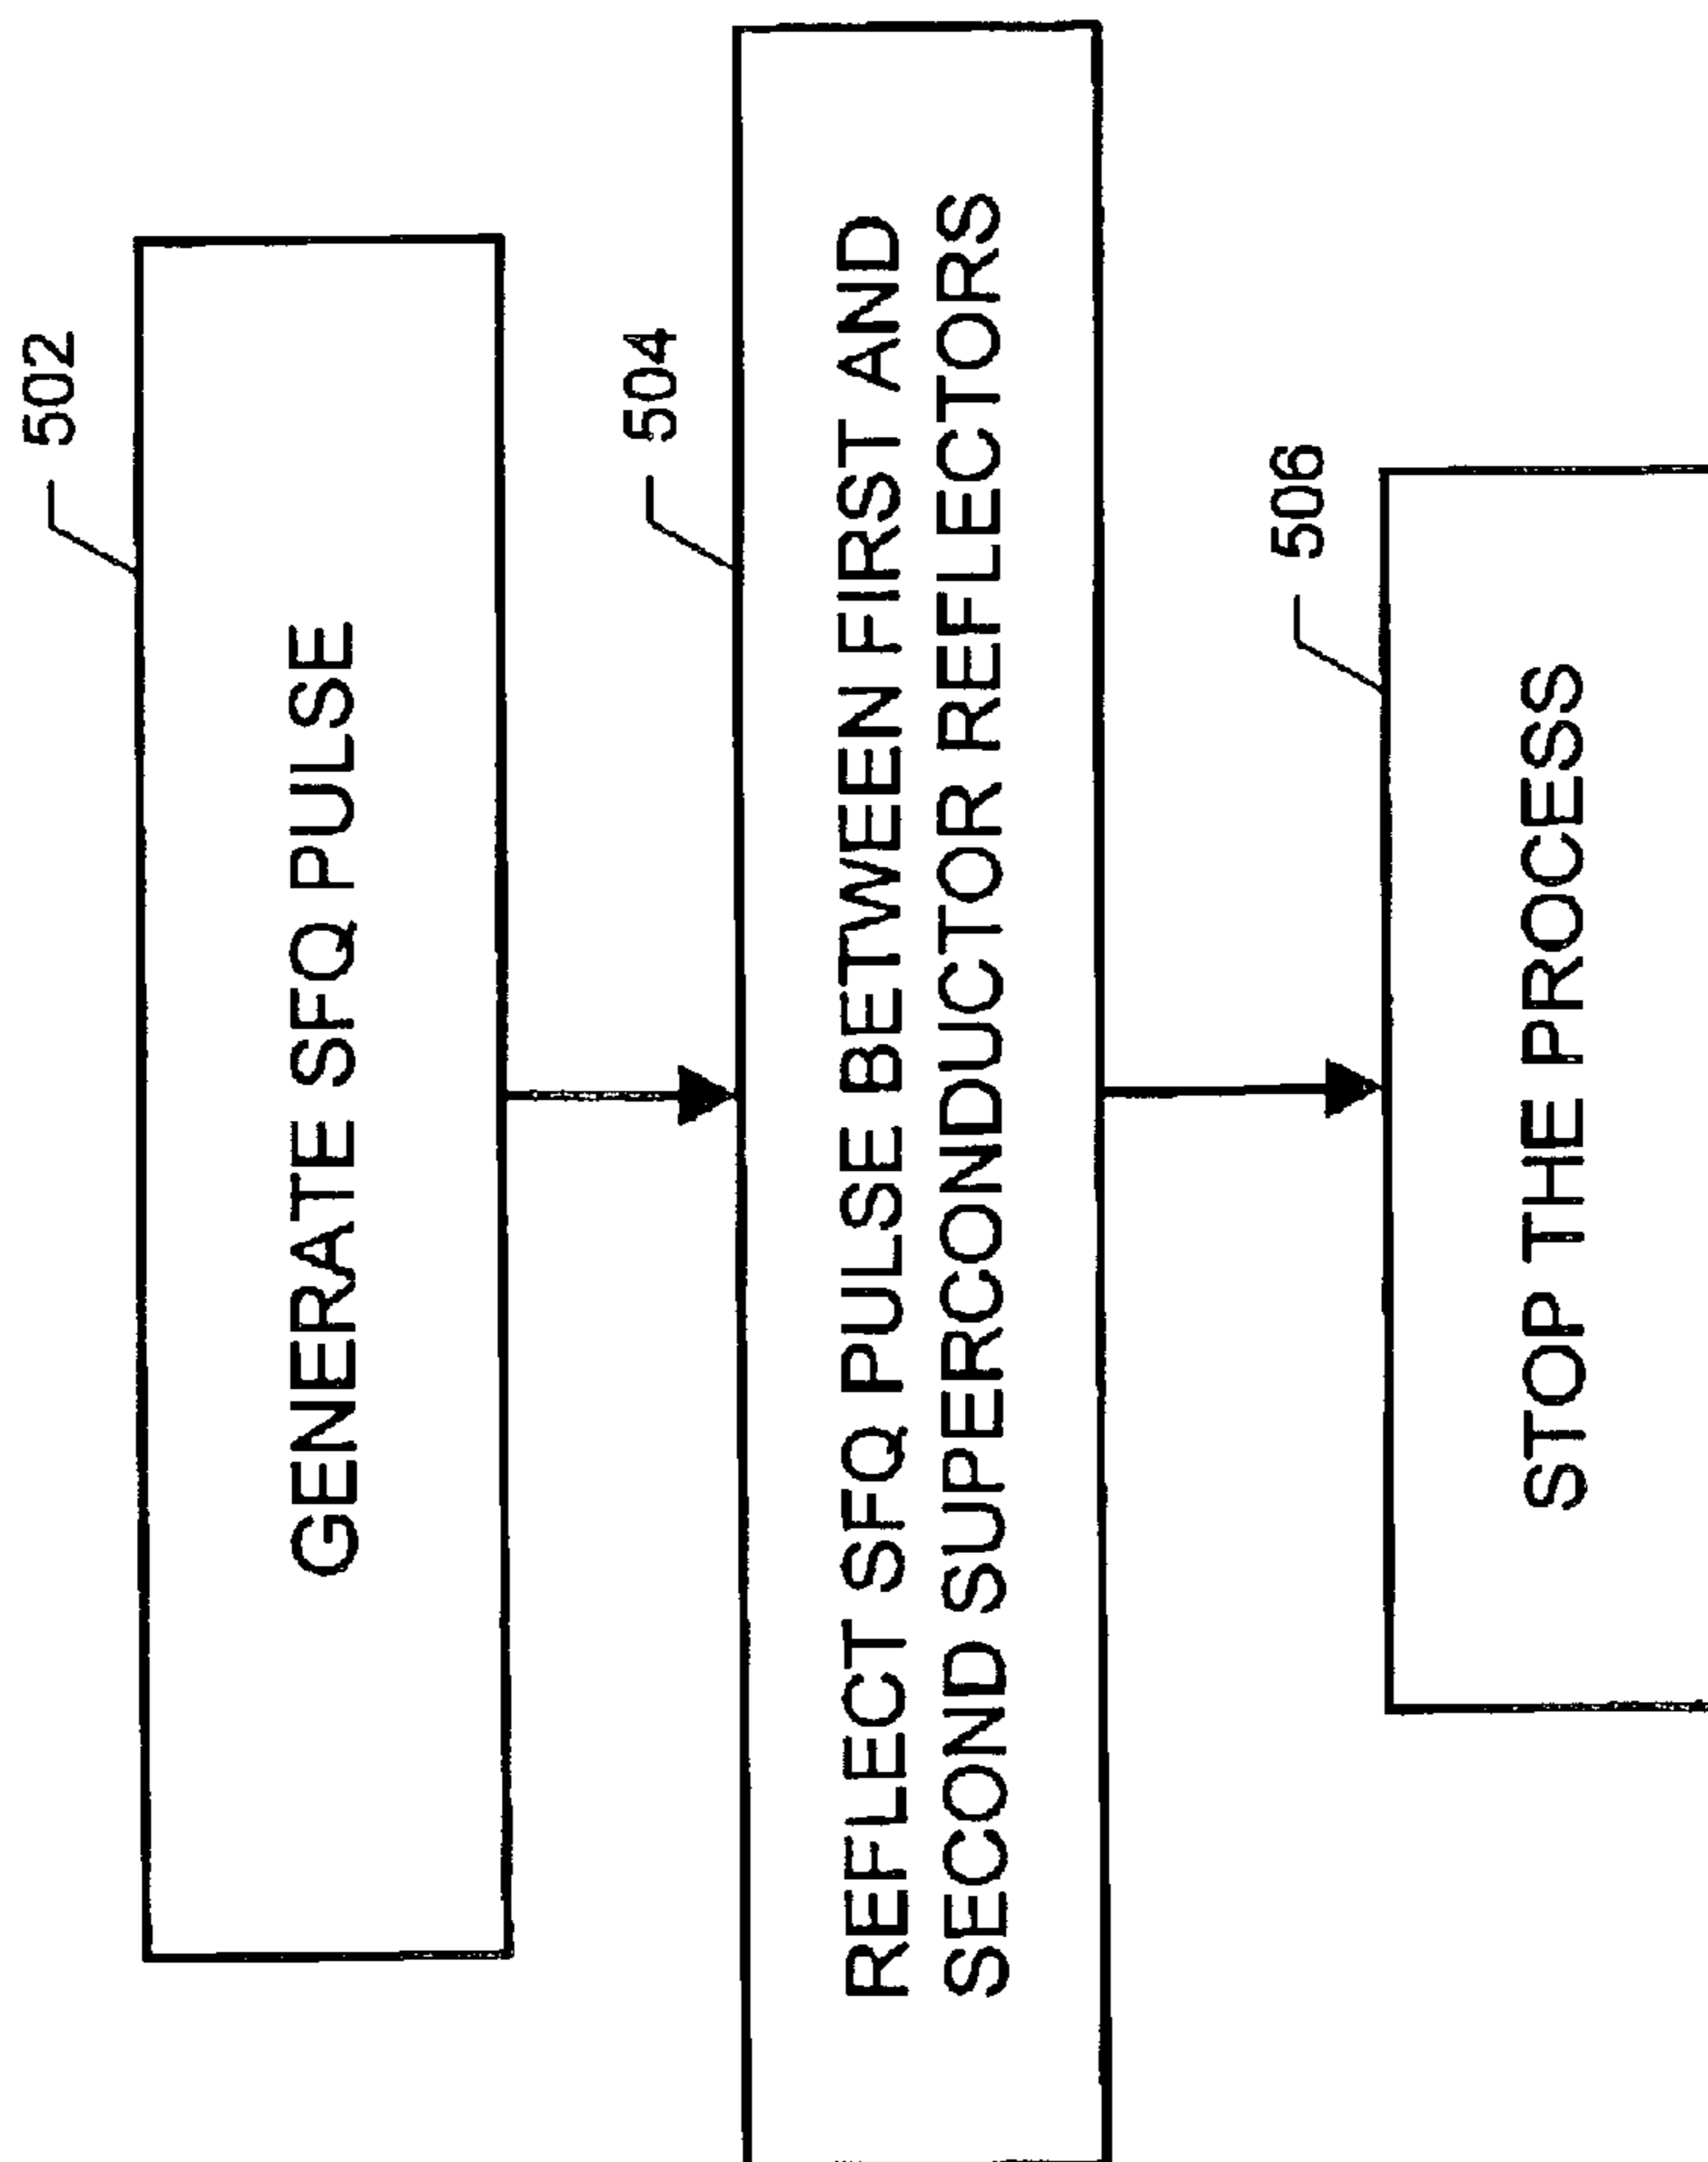 502
GENERATE SFQ PULSE
504
REFLECT SFQ PULSE BETWEEN FIRST AND
SECOND SUPERCONDUCTOR REFLECTORS
506
STOP THE PROCESS